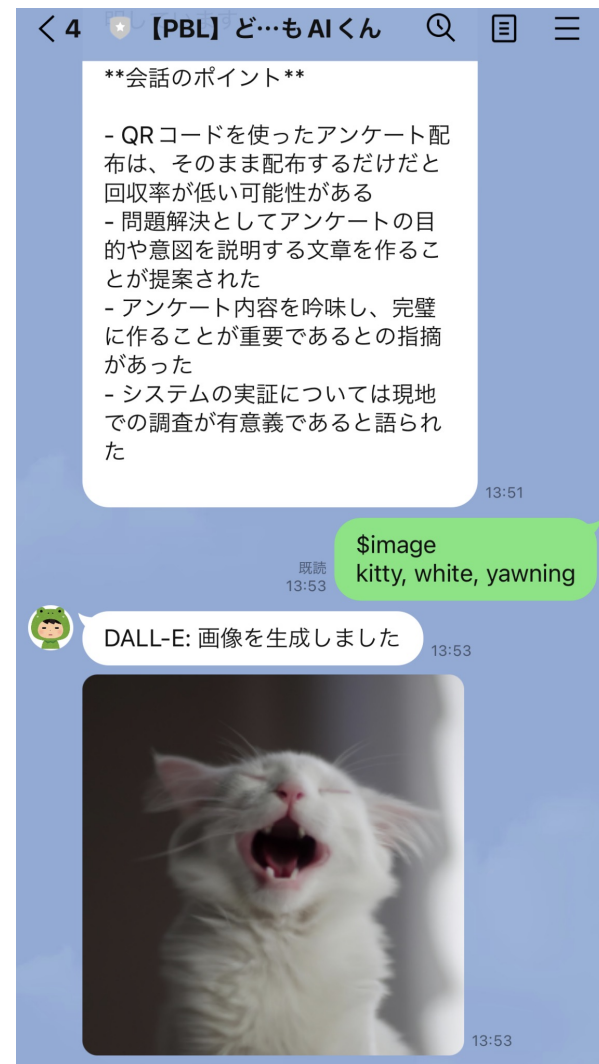 4 【PBL】ど…もAIくん
**会話のポイント**
- QRコードを使ったアンケート配
布は、そのまま配布するだけだと
回収率が低い可能性がある
- 問題解決としてアンケートの目
的や意図を説明する文章を作るこ
とが提案された
- アンケート内容を吟味し、完璧
に作ることが重要であるとの指摘
があった
- システムの実証については現地
での調査が有意義であると語られ
た
13:51
$image
kitty, white, yawning
既読
13:53
DALL-E: 画像を生成しました
13:53
13:53